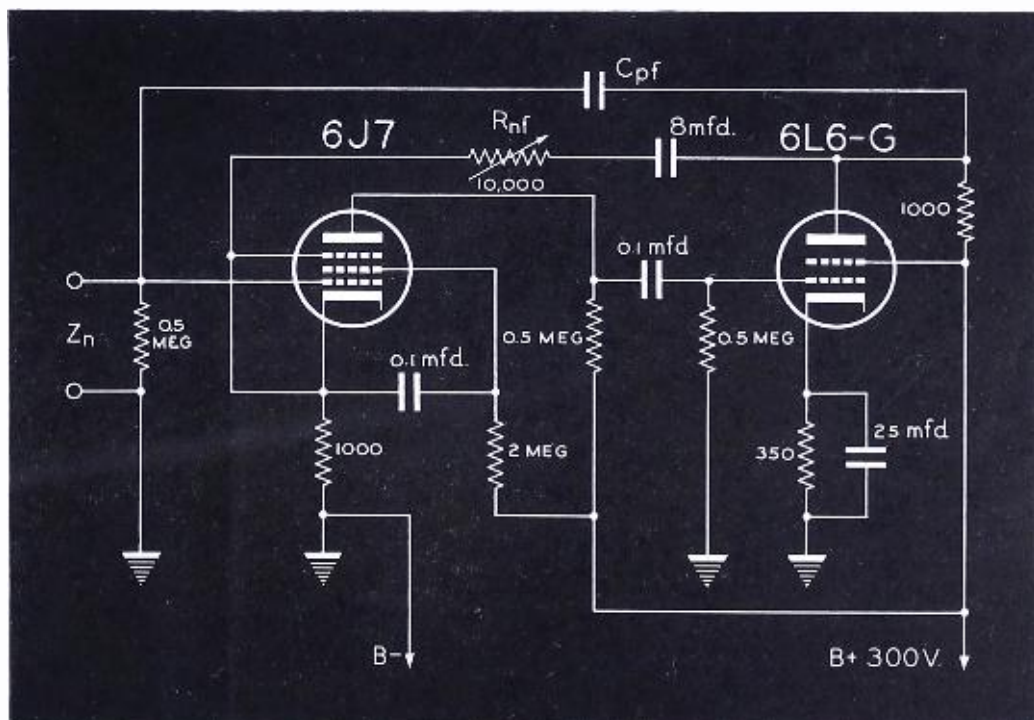 Cpf
6J7
Rnf
8mfd.
6L6-G
10,000
1000
0.1 mfd
Zn
0.5 MEG
0.5 MEG
0.5 MEG
0.1 mfd.
1000
2 MEG
350
25 mfd
B-
B+ 300V.